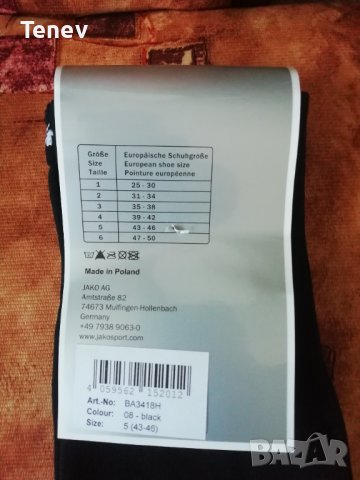 Tenev
Größe Europäische Schuhgröße
Size European shoe size
Taille Pointure européenne
1 25 - 30
2 31 - 34
3 35 - 38
4 39 - 42
5 43 - 46
6 47 - 50
Made in Poland
JAKO AG
Amtstraße 82
74673 Mulfingen-Hollenbach
Germany
+49 7938 9063-0
www.jakosport.com
4 059562 152012
Art.-No: BA3418H
Colour: 08 - black
Size: 5 (43-46)
BAZAR